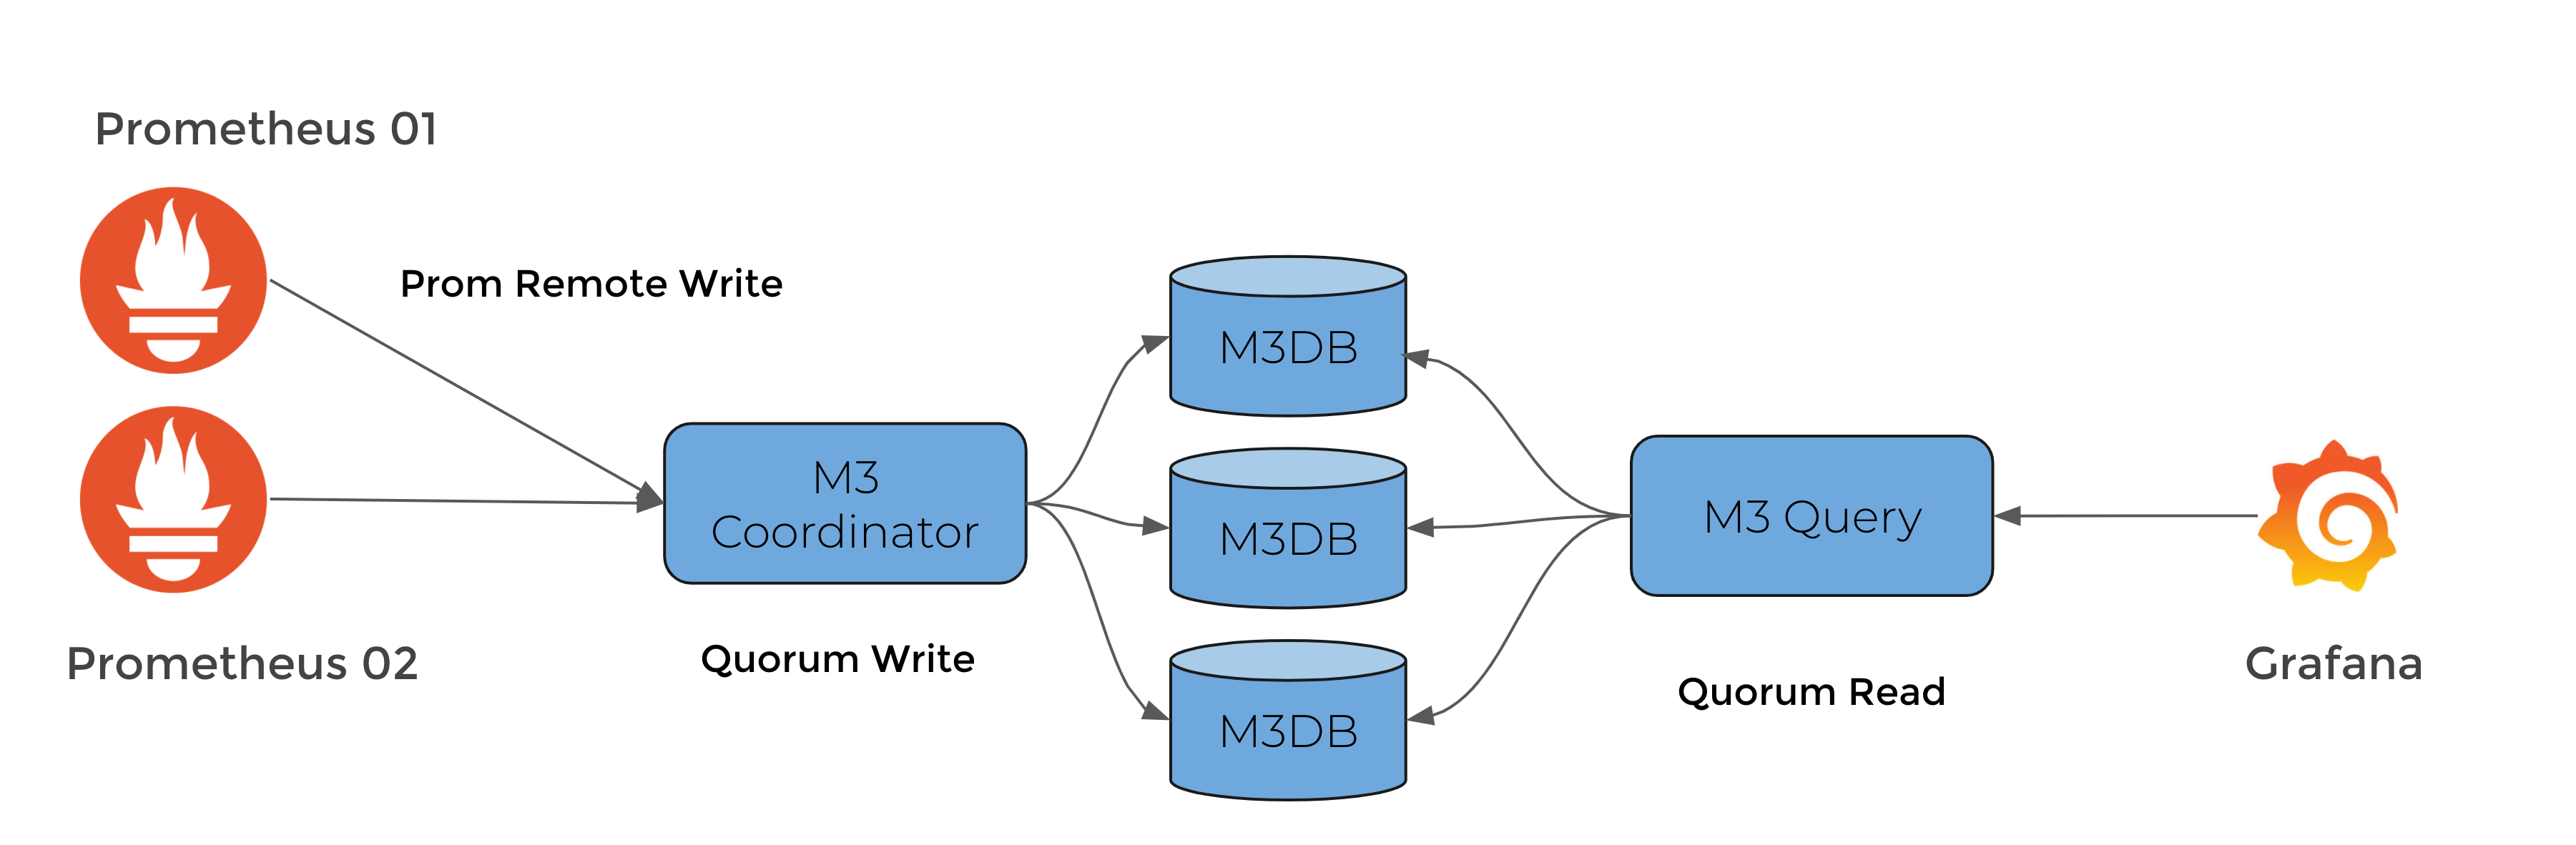 Prometheus 01
Prom Remote Write
Prometheus 02
M3
Coordinator
Quorum Write
M3DB
M3DB
M3DB
M3 Query
Quorum Read
Grafana